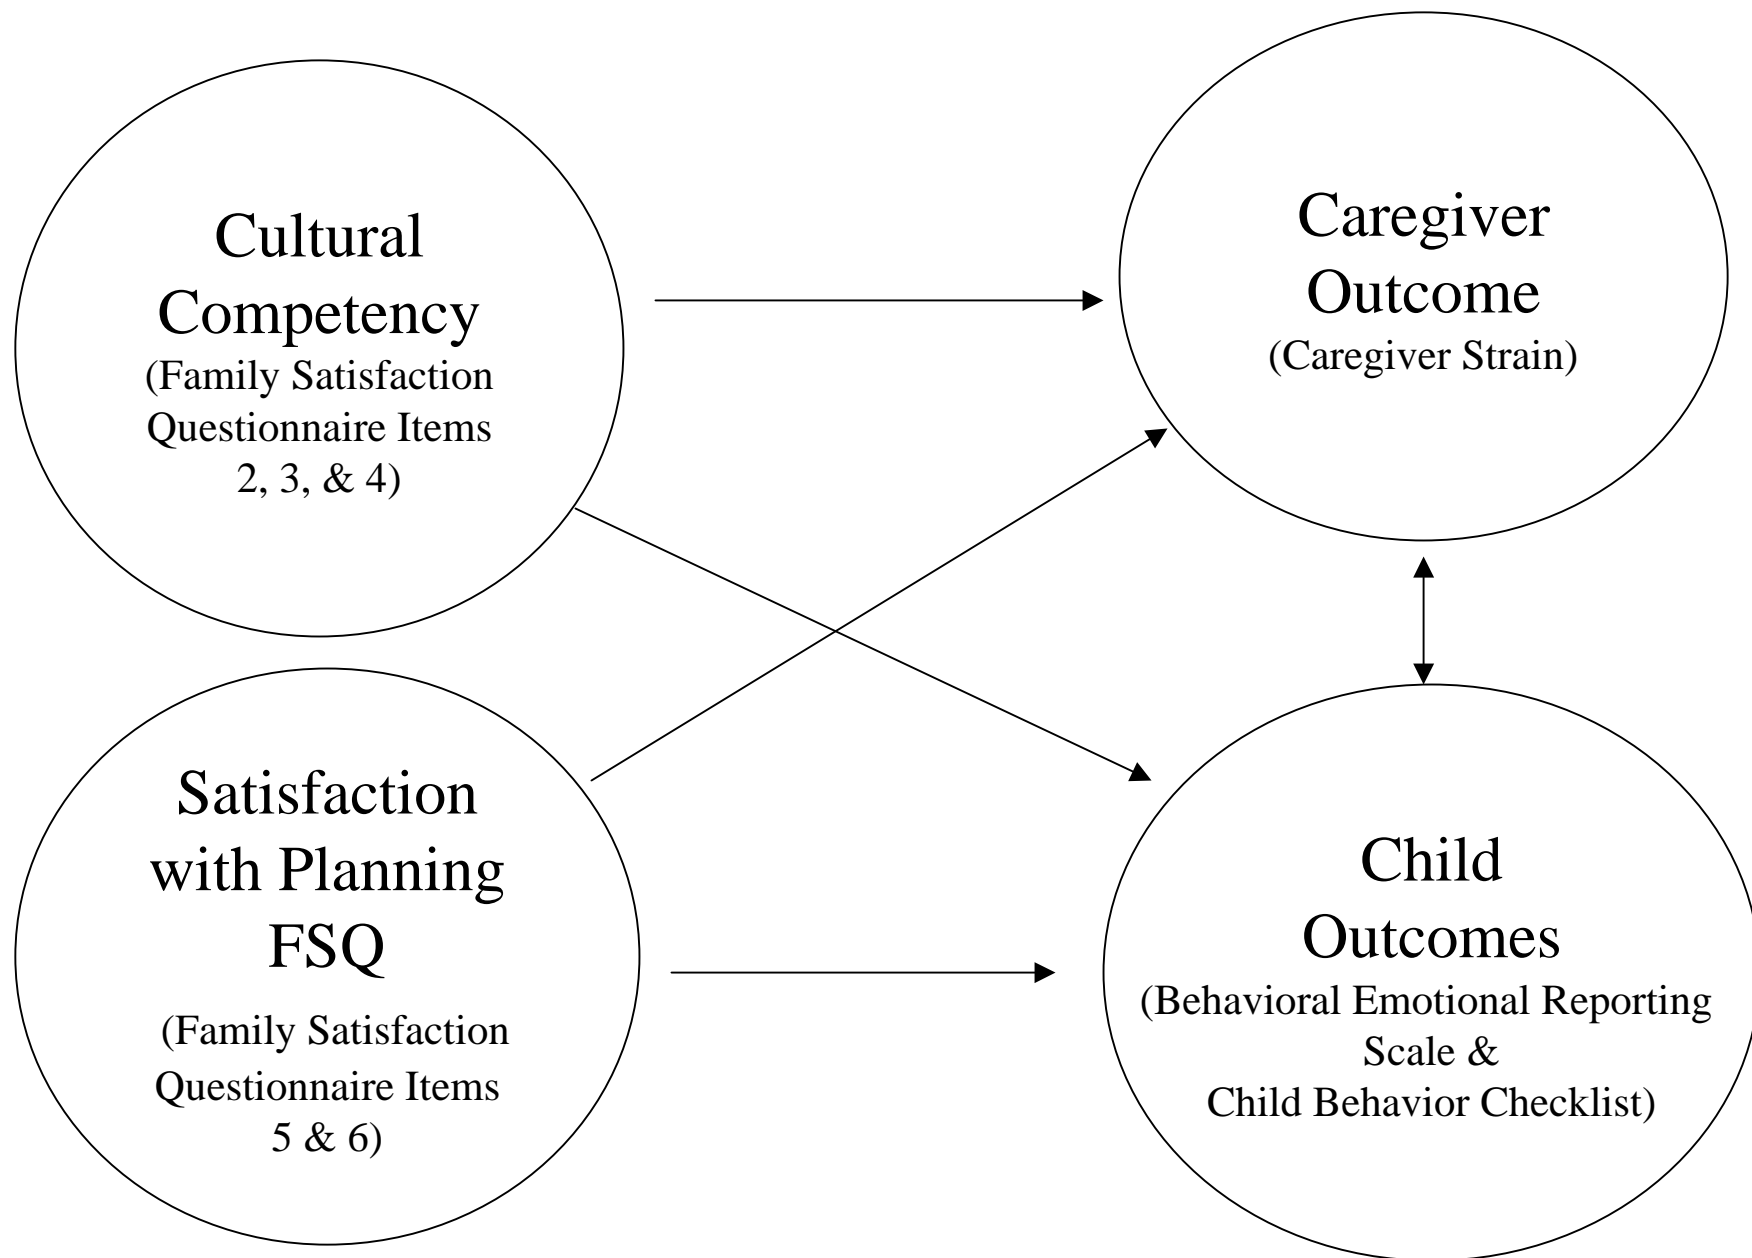 Cultural
Competency
(Family Satisfaction
Questionnaire Items
2, 3, & 4)
Caregiver
Outcome
(Caregiver Strain)
Satisfaction
with Planning
FSQ
(Family Satisfaction
Questionnaire Items
5 & 6)
Child
Outcomes
(Behavioral Emotional Reporting
Scale &
Child Behavior Checklist)